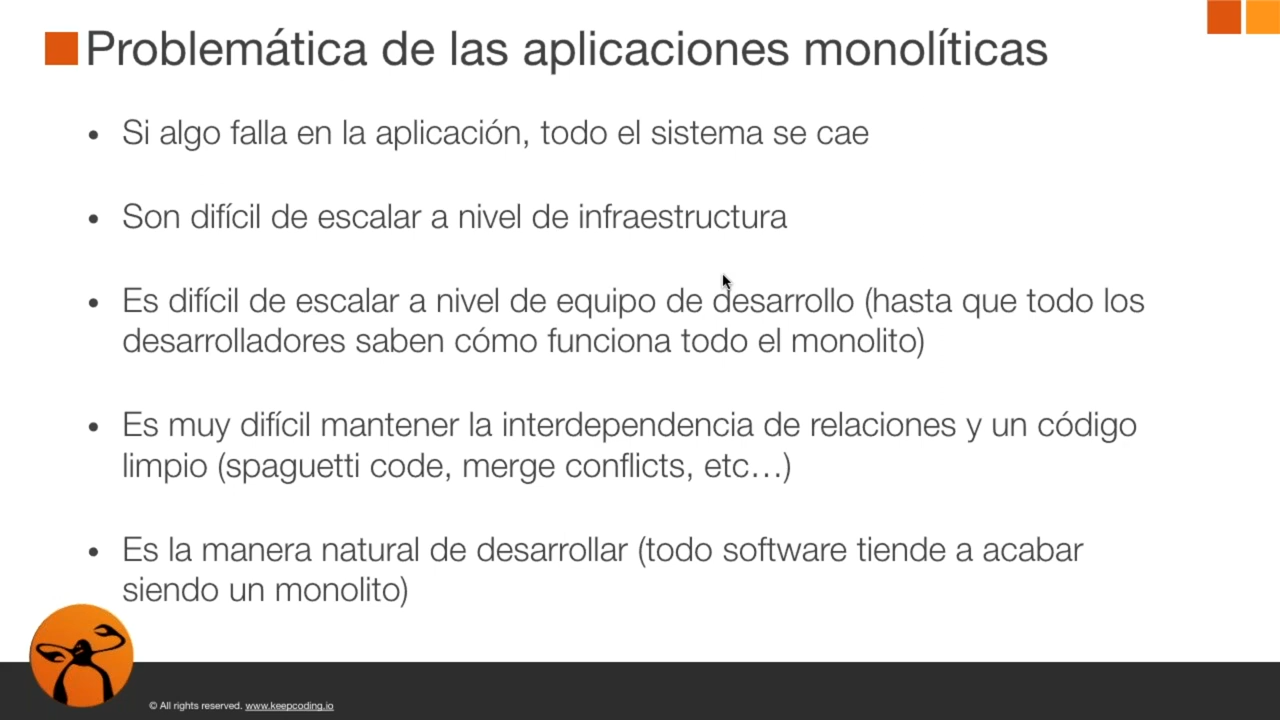 Problemática de las aplicaciones monolíticas
• Si algo falla en la aplicación, todo el sistema se cae
• Son difícil de escalar a nivel de infraestructura
• Es difícil de escalar a nivel de equipo de desarrollo (hasta que todo los
desarrolladores saben cómo funciona todo el monolito)
• Es muy difícil mantener la interdependencia de relaciones y un código
limpio (spaguetti code, merge conflicts, etc…)
• Es la manera natural de desarrollar (todo software tiende a acabar
siendo un monolito)
© All rights reserved. www.keepcoding.io